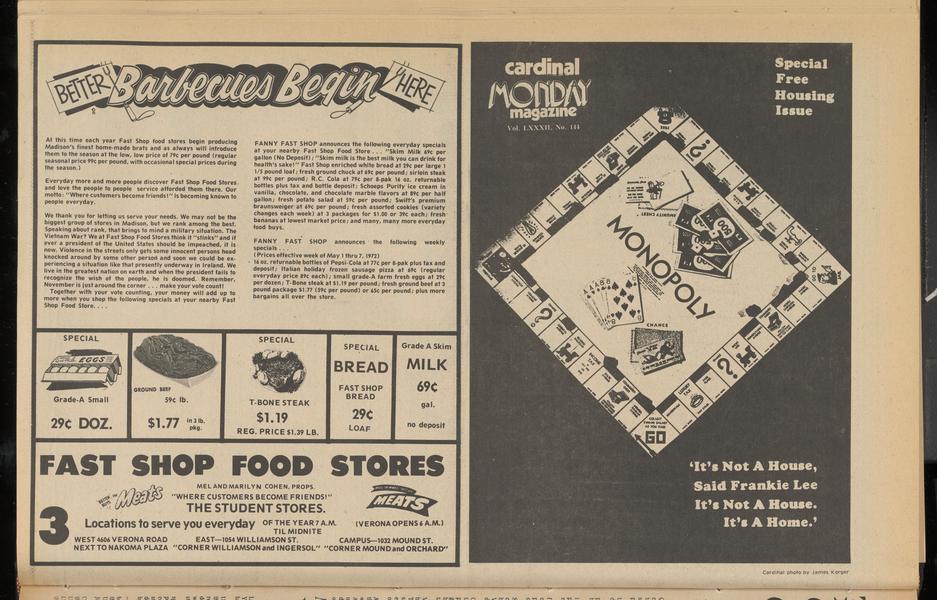 BETTER Barbecues Begin HERE
At this time each year Fast Shop food stores begin producing
Madison's finest home-made brats and as always will introduce
them to the season at the low, low price of 79¢ per pound (regular
seasonal price 99¢ per pound, with occasional special prices during
the season.)
Everyday more and more people discover Fast Shop Food Stores
and love the people to people service afforded them there. Our
motto: "Where customers become friends!" is becoming known to
people everyday.
We thank you for letting us serve your needs. We may not be the
biggest group of stores in Madison, but we rank among the best.
Speaking about rank, that brings to mind a military situation. The
Vietnam War? We at Fast Shop Foods think it "stinks" and if
ever a president of the United States should be impeached, it is
now. Violence in the streets only gets some innocent persons head
knocked around by some other person and soon we could be ex-
periencing a situation like that presently underway in Ireland. We
live in the greatest nation on earth and when the president fails to
recognize the wish of the people, he is doomed. Remember,
November is just around the corner . . . make your vote count!
Together with your vote counting, your money will add up to
more when you shop the following specials at your nearby Fast
Shop Food Store. . . .
FANNY FAST SHOP announces the following everyday specials
at your nearby Fast Shop Food Store . . . "Skim Milk 69¢ per
gallon (No Deposit) ; "Skim milk is the best milk you can drink for
health's sake!" Fast Shop enriched white bread at 29¢ per large 1
1/5 pound loaf; fresh ground chuck at 69¢ per pound; sirloin steak
at 99¢ per pound; R.C. Cola at 79¢ per 8-pak 16 oz. returnable
bottles plus tax and bottle deposit; Schoeps Purity ice cream in
vanilla, chocolate, and chocolate marble flavors at 89¢ per half
gallon; fresh potato salad at 59¢ per pound; Swift's premium
braunsweiger at 69¢ per pound; fresh assorted cookies (variety
changes each week) at 3 packages for $1.00 or 39¢ each; fresh
bananas at lowest market price; and many, many more everyday
food buys.
FANNY FAST SHOP announces the following weekly
specials . . .
(Prices effective week of May 1 thru 7, 1972)
16 oz. returnable bottles of Pepsi-Cola at 77¢ per 8-pak plus tax and
deposit; Italian holiday frozen sausage pizza at 69¢ (regular
everyday price 89¢ each); small grade-A farm fresh eggs at 29¢
per dozen; T-Bone steak at $1.19 per pound; fresh ground beef at 3
pound package $1.77 (59¢ per pound) or 65¢ per pound; plus more
bargains all over the store.
SPECIAL
EGGS
Grade-A Small
29¢ DOZ.
GROUND BEEF
59¢ lb.
$1.77 in 3 lb. pkg.
SPECIAL
T-BONE STEAK
$1.19
REG. PRICE $1.39 LB.
SPECIAL
BREAD
FAST SHOP
BREAD
29¢
LOAF
Grade A Skim
MILK
69¢
gal.
no deposit
FAST SHOP FOOD STORES
MEL AND MARILYN COHEN, PROPS.
"WHERE CUSTOMERS BECOME FRIENDS!"
THE STUDENT STORES.
Meats
MEATS
3 Locations to serve you everyday OF THE YEAR 7 A.M.
TIL MIDNITE
(VERONA OPENS 6 A.M.)
WEST 4606 VERONA ROAD
NEXT TO NAKOMA PLAZA
EAST—1054 WILLIAMSON ST.
"CORNER WILLIAMSON and INGERSOL"
CAMPUS—1032 MOUND ST.
"CORNER MOUND and ORCHARD"
cardinal
MONDAY
magazine
Vol. LXXXII, No. 144
Special
Free
Housing
Issue
MONOPOLY
COMMUNITY CHEST
CHANCE
GO
'It's Not A House,
Said Frankie Lee
It's Not A House.
It's A Home.'
Cardinal photo by James Korger